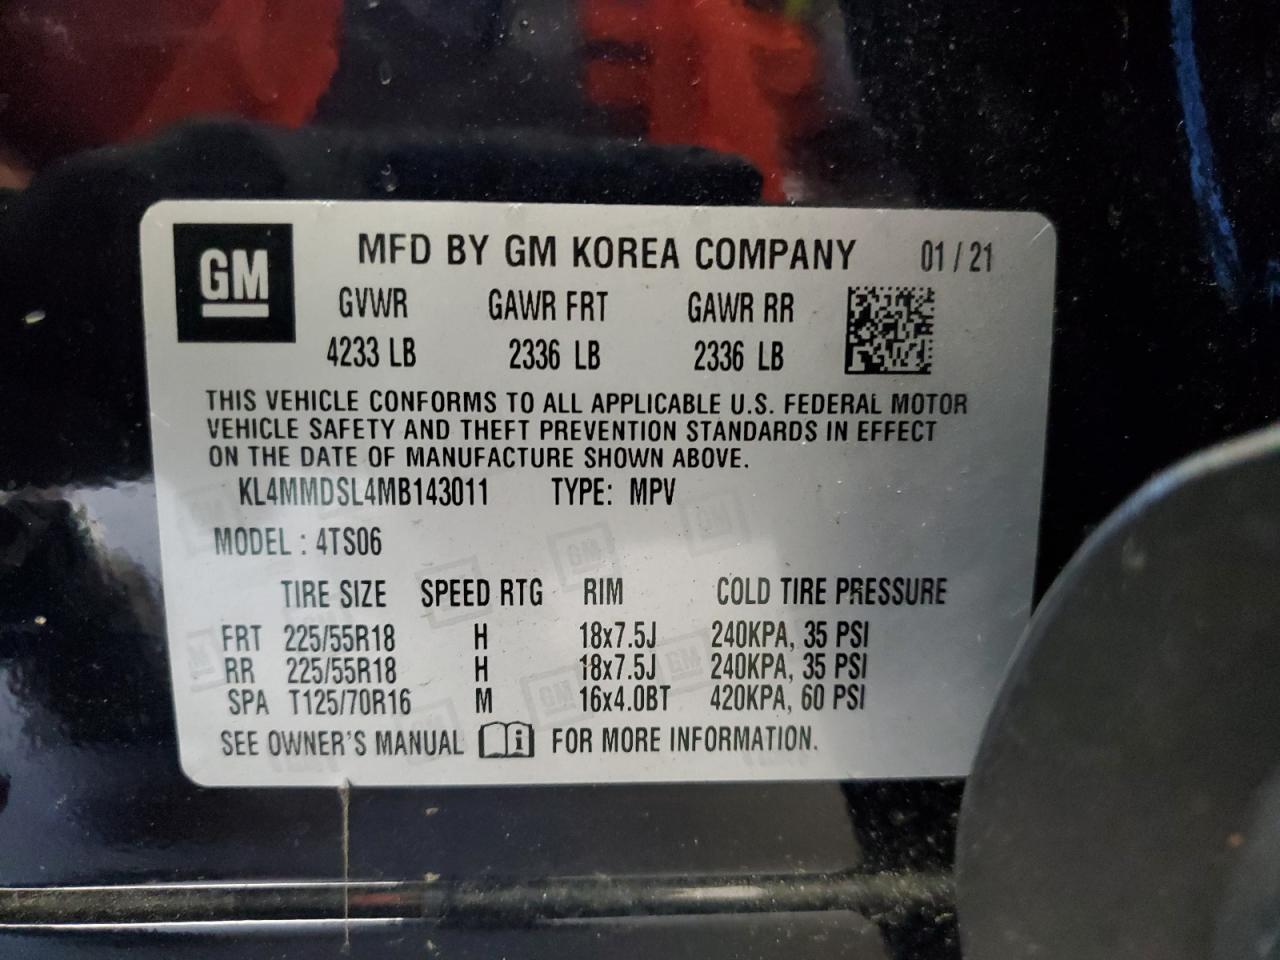 GM
MFD BY GM KOREA COMPANY 01/21
GVWR GAWR FRT GAWR RR
4233 LB 2336 LB 2336 LB
THIS VEHICLE CONFORMS TO ALL APPLICABLE U.S. FEDERAL MOTOR
VEHICLE SAFETY AND THEFT PREVENTION STANDARDS IN EFFECT
ON THE DATE OF MANUFACTURE SHOWN ABOVE.
KL4MMDSL4MB143011 TYPE: MPV
MODEL : 4TS06
TIRE SIZE SPEED RTG RIM COLD TIRE PRESSURE
FRT 225/55R18 H 18x7.5J 240KPA, 35 PSI
RR 225/55R18 H 18x7.5J 240KPA, 35 PSI
SPA T125/70R16 M 16x4.0BT 420KPA, 60 PSI
SEE OWNER'S MANUAL i FOR MORE INFORMATION.